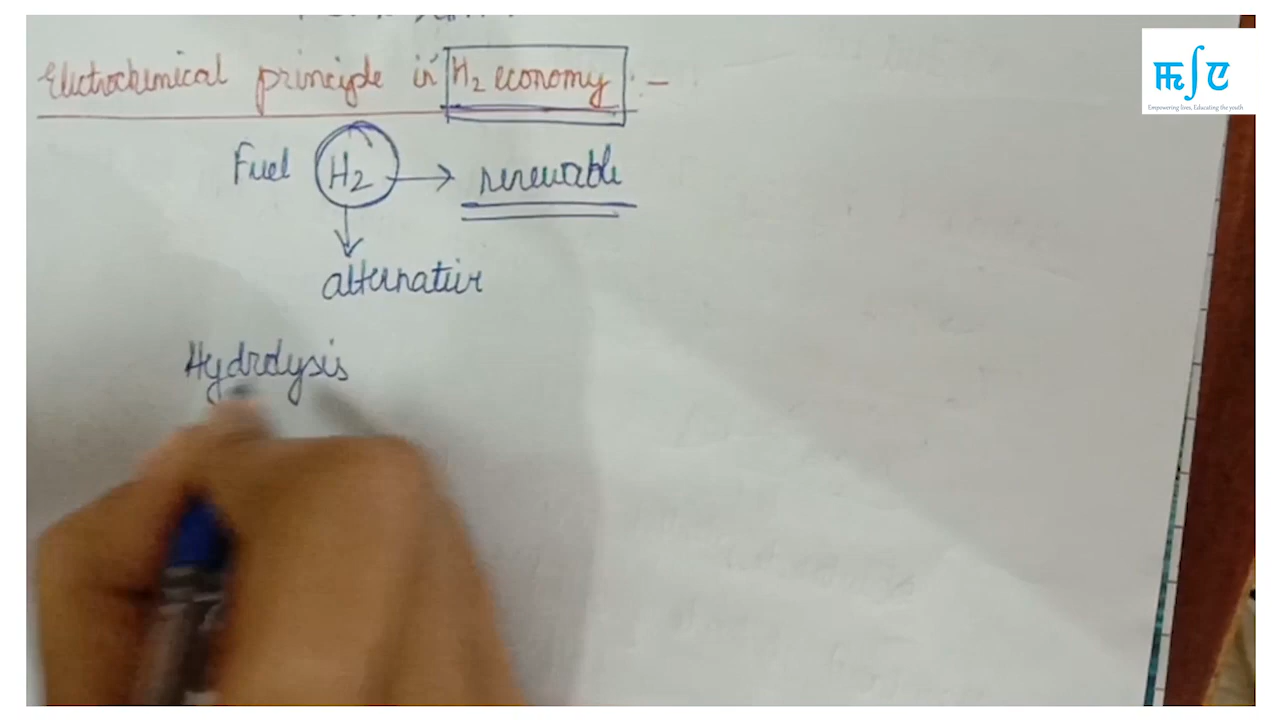 Electrochemical principle in H2 economy :-
Fuel H2 → renewable
alternative
Hydrolysis
Empowering lives, Educating the youth